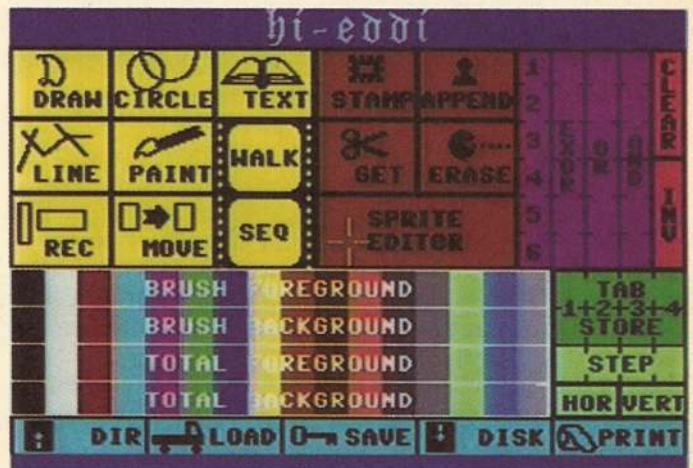 hi-eddi
DRAW CIRCLE TEXT STAMP APPEND
LINE PAINT WALK GET ERASE
REC MOVE SEQ SPRITE EDITOR
1
2
3
4
5
6
EXOR
OR
AND
CLEAR
INV
BRUSH FOREGROUND
BRUSH BACKGROUND
TOTAL FOREGROUND
TOTAL BACKGROUND
TAB
1+2+3+4
STORE
STEP
HOR VERT
DIR LOAD SAVE DISK PRINT